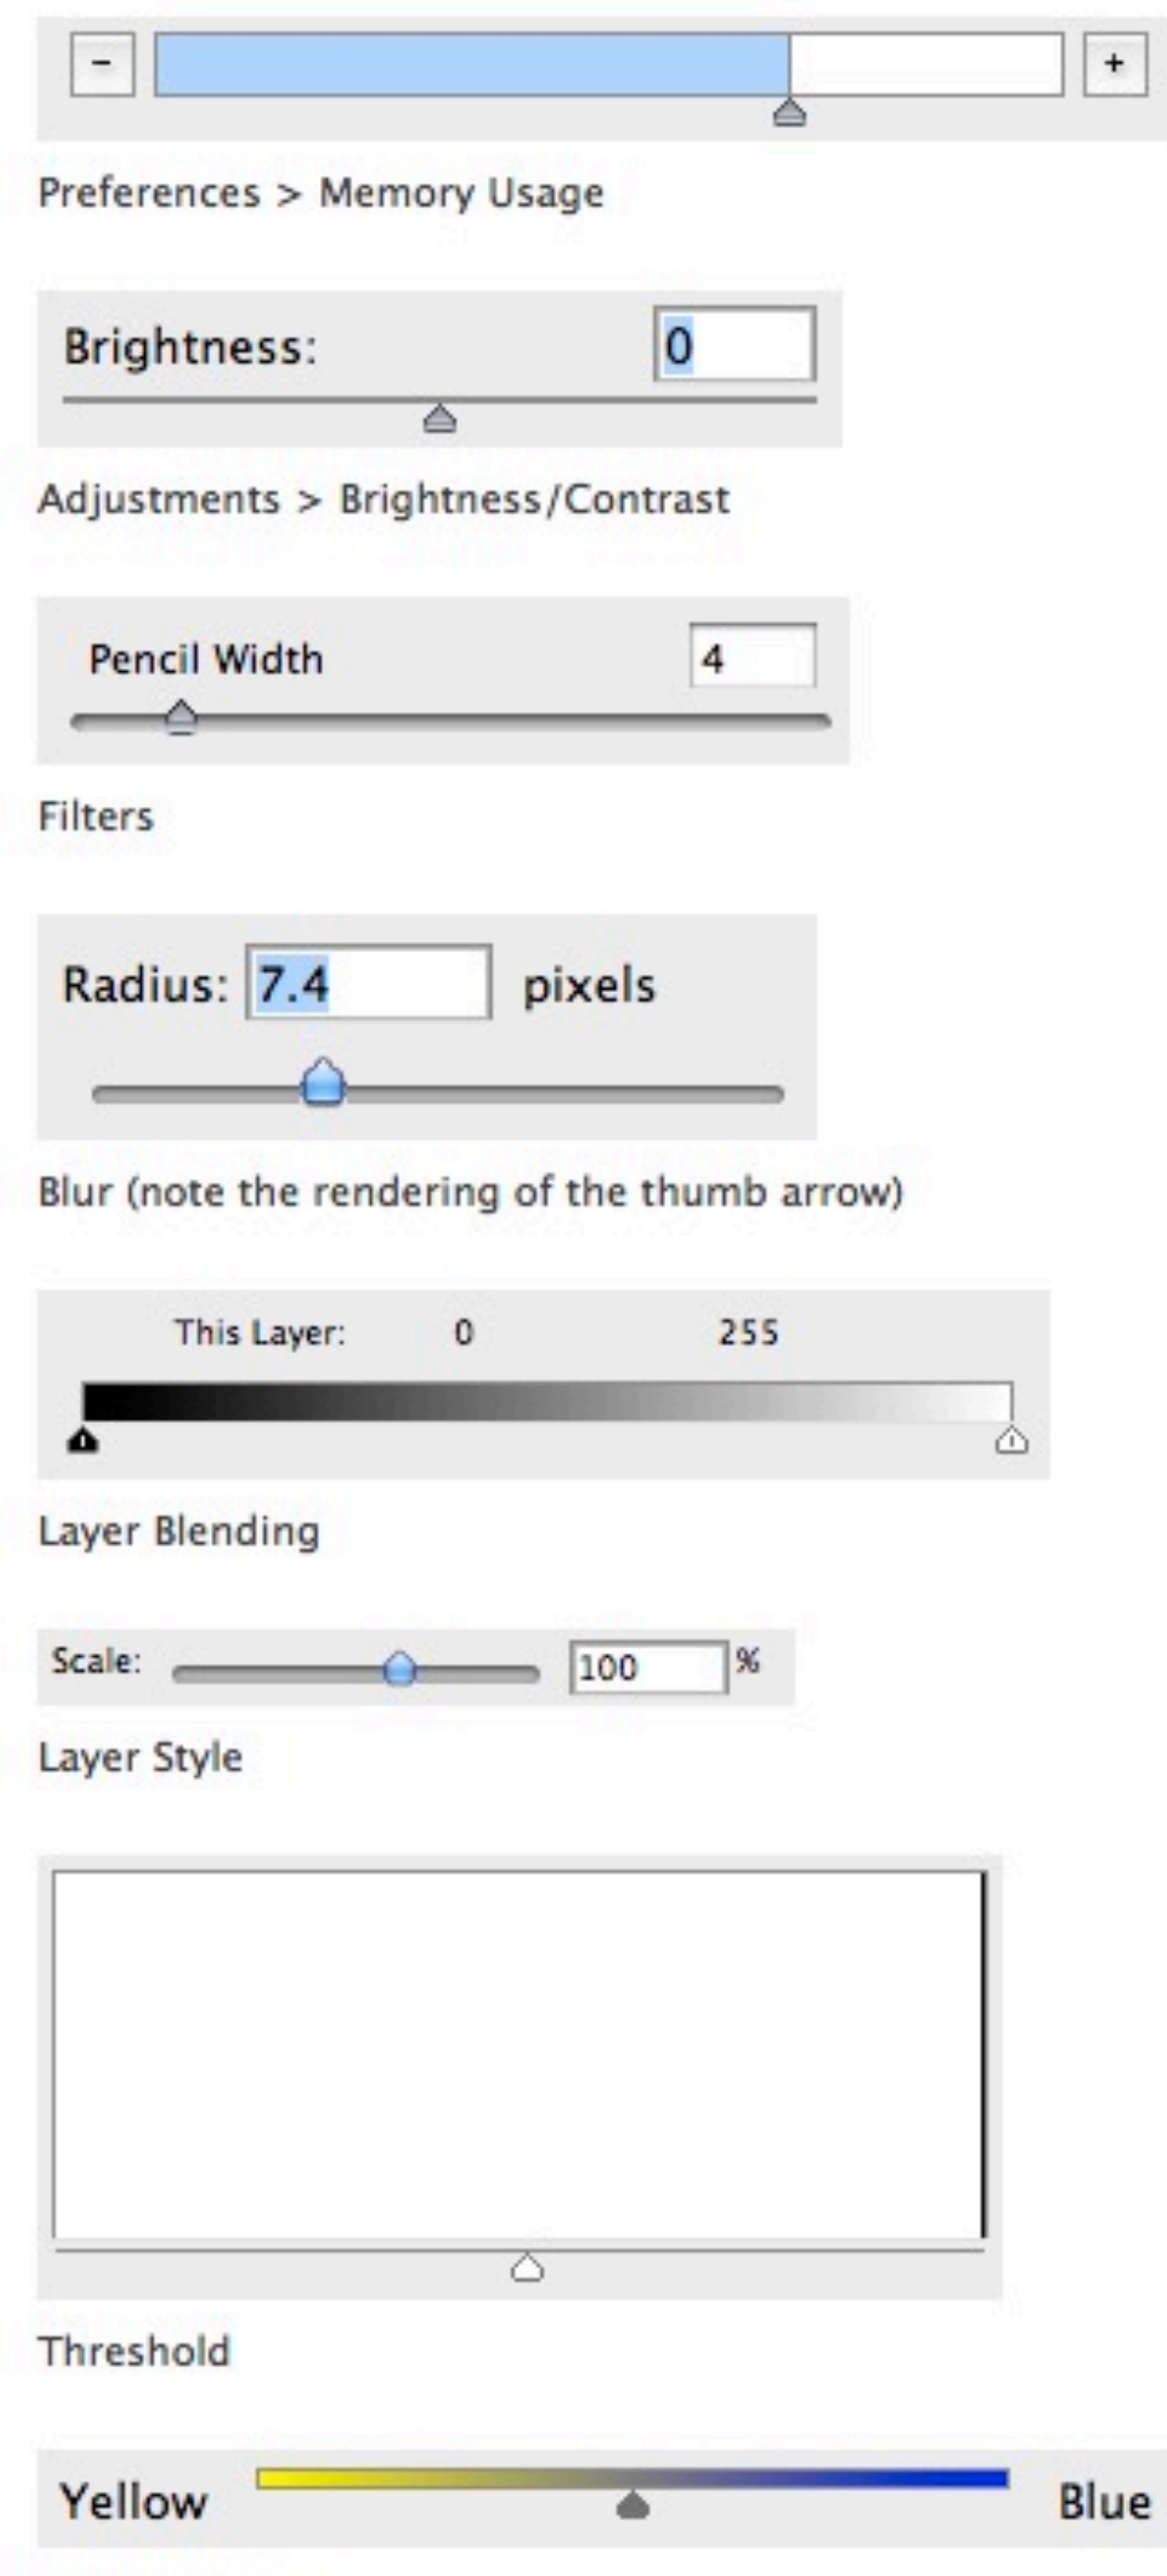 - +
Preferences > Memory Usage
Brightness: 0
Adjustments > Brightness/Contrast
Pencil Width 4
Filters
Radius: 7.4 pixels
Blur (note the rendering of the thumb arrow)
This Layer: 0 255
Layer Blending
Scale: 100 %
Layer Style
Threshold
Yellow Blue